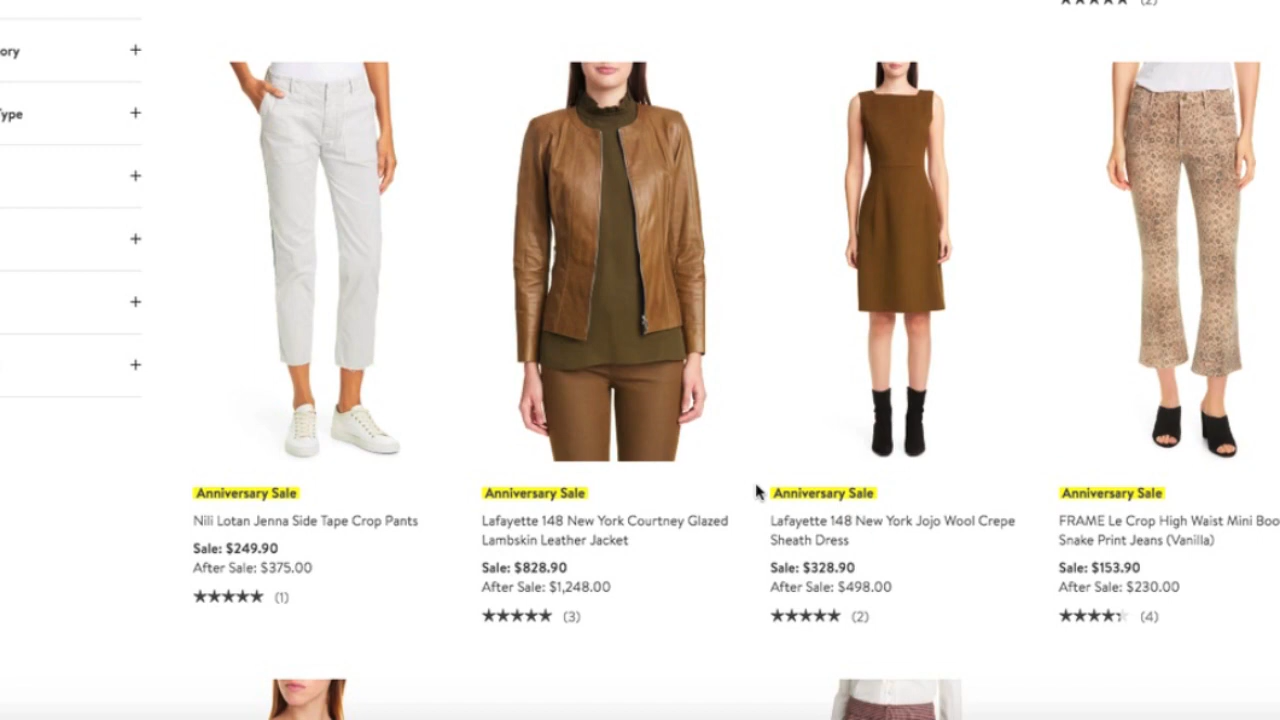 (2)
ory
+
Type
+
+
+
+
+
Anniversary Sale
Nili Lotan Jenna Side Tape Crop Pants
Sale: $249.90
After Sale: $375.00
(1)
Anniversary Sale
Lafayette 148 New York Courtney Glazed
Lambskin Leather Jacket
Sale: $828.90
After Sale: $1,248.00
(3)
Anniversary Sale
Lafayette 148 New York Jojo Wool Crepe
Sheath Dress
Sale: $328.90
After Sale: $498.00
(2)
Anniversary Sale
FRAME Le Crop High Waist Mini Boo
Snake Print Jeans (Vanilla)
Sale: $153.90
After Sale: $230.00
(4)